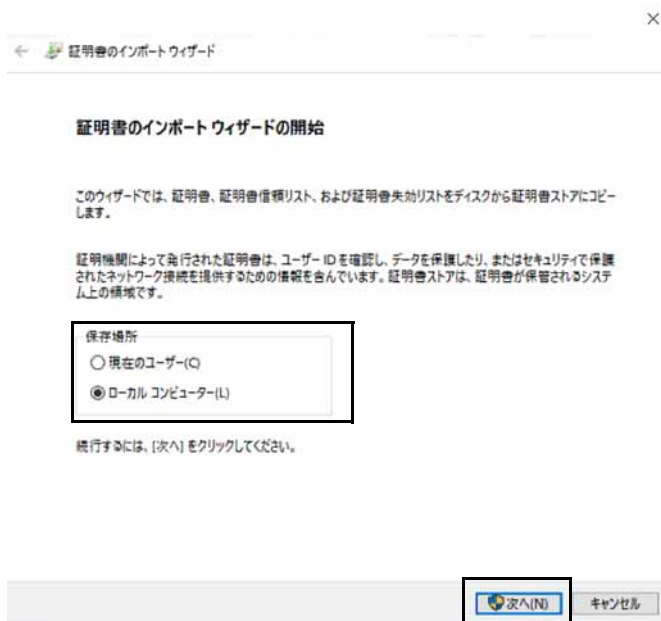 証明書のインポート ウィザード
証明書のインポート ウィザードの開始
このウィザードでは、証明書、証明書信頼リスト、および証明書失効リストをディスクから証明書ストアにコピー
します。
証明機関によって発行された証明書は、ユーザー ID を確認し、データを保護したり、またはセキュリティで保護
されたネットワーク接続を提供するための情報を含んでいます。証明書ストアは、証明書が保管されるシステ
ム上の領域です。
保存場所
現在のユーザー(C)
ローカル コンピューター(L)
続行するには、[次へ] をクリックしてください。
次へ(N)
キャンセル